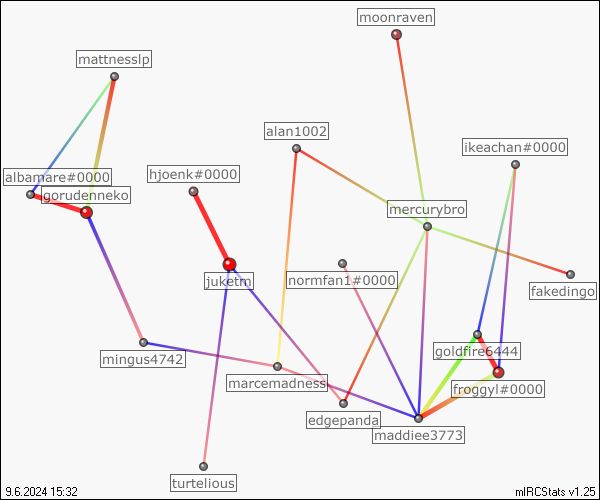 moonraven
mattnesslp
alan1002
ikeachan#0000
albamare#0000
hjoenk#0000
gorudenneko
mercurybro
juketm
normfan1#0000
fakedingo
goldfire6444
mingus4742
marcemadness
froggyl#0000
edgepanda
maddiee3773
turtelious
9.6.2024 15:32
mIRCStats v1.25